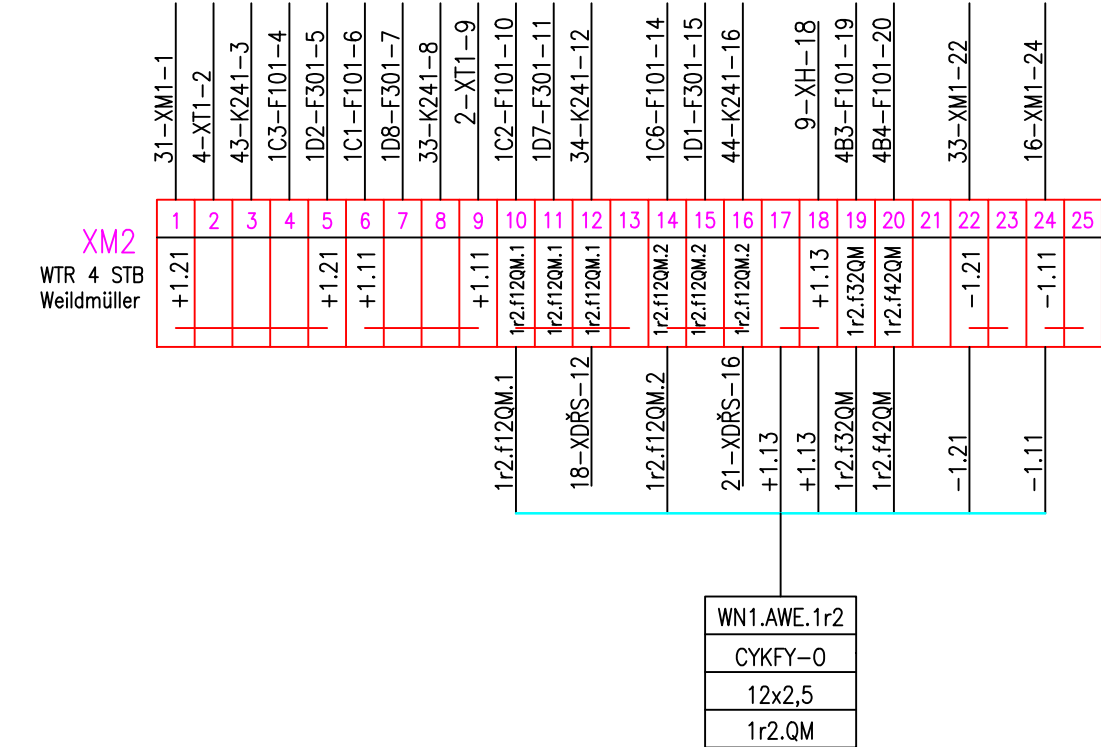 31-XM1-1
4-XT1-2
43-K241-3
1C3-F101-4
1D2-F301-5
1C1-F101-6
1D8-F301-7
33-K241-8
2-XT1-9
1C2-F101-10
1D7-F301-11
34-K241-12
1C6-F101-14
1D1-F301-15
44-K241-16
9-XH-18
4B3-F101-19
4B4-F101-20
33-XM1-22
16-XM1-24
1 2 3 4 5 6 7 8 9 10 11 12 13 14 15 16 17 18 19 20 21 22 23 24 25
XM2
WTR 4 STB
Weildmüller
+1.21
+1.21
+1.11
+1.11
1r2.f12QM.1
1r2.f12QM.1
1r2.f12QM.1
1r2.f12QM.2
1r2.f12QM.2
1r2.f12QM.2
+1.13
1r2.f32QM
1r2.f42QM
-1.21
-1.11
1r2.f12QM.1
18-XDŘS-12
1r2.f12QM.2
21-XDŘS-16
+1.13
+1.13
1r2.f32QM
1r2.f42QM
-1.21
-1.11
WN1.AWE.1r2
CYKFY-O
12x2,5
1r2.QM